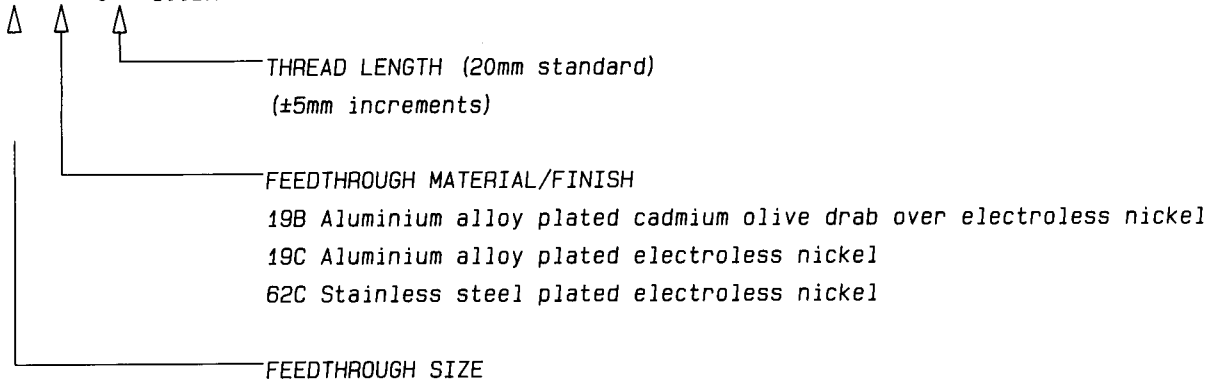 THREAD LENGTH (20mm standard)
(±5mm increments)
FEEDTHROUGH MATERIAL/FINISH
19B Aluminium alloy plated cadmium olive drab over electroless nickel
19C Aluminium alloy plated electroless nickel
62C Stainless steel plated electroless nickel
FEEDTHROUGH SIZE